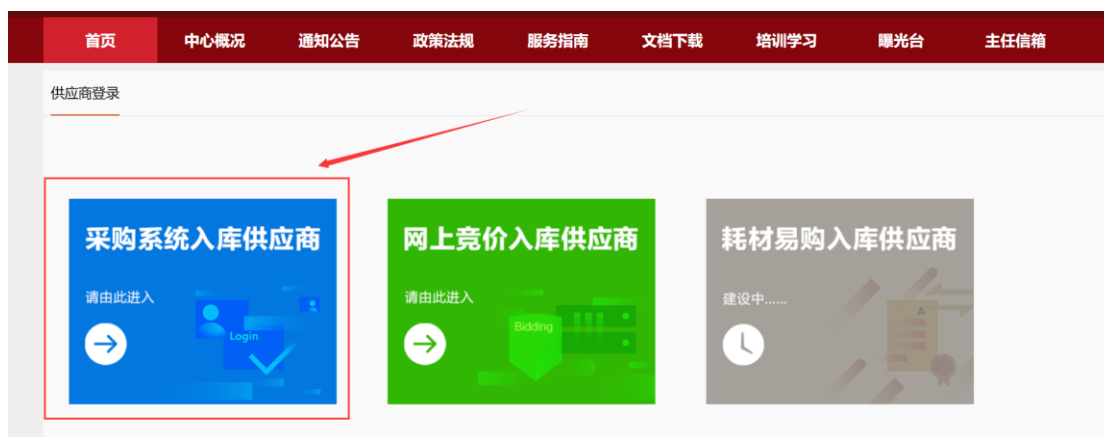 首页 中心概况 通知公告 政策法规 服务指南 文档下载 培训学习 曝光台 主任信箱
供应商登录
采购系统入库供应商
请由此进入
Login
网上竞价入库供应商
请由此进入
Bidding
耗材易购入库供应商
建设中......
A